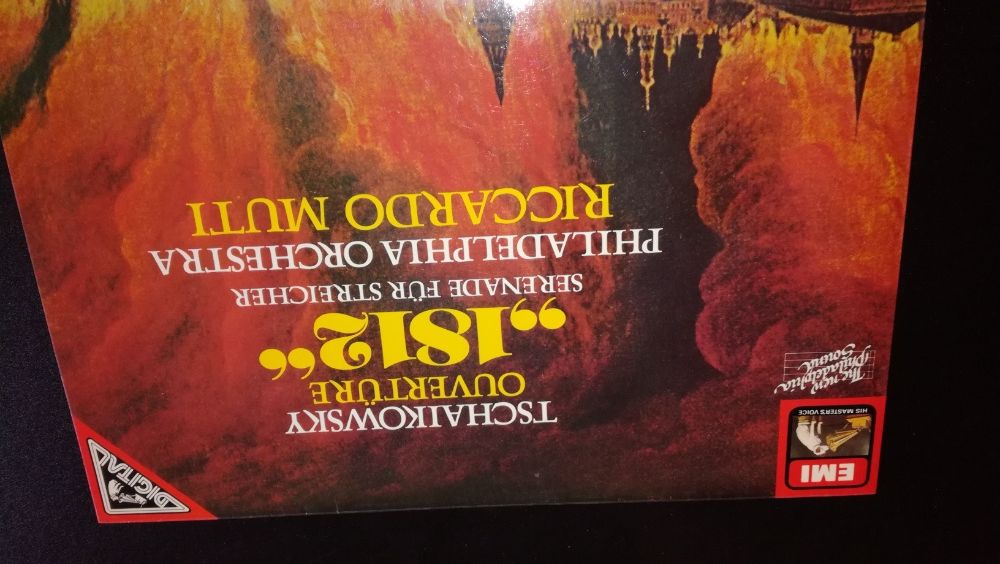 EMI
HIS MASTER'S VOICE
The new
Philadelphia
Sound
DIGITAL
TSCHAIKOWSKY
OUVERTÜRE
„1812“
SERENADE FÜR STREICHER
PHILADELPHIA ORCHESTRA
RICCARDO MUTI